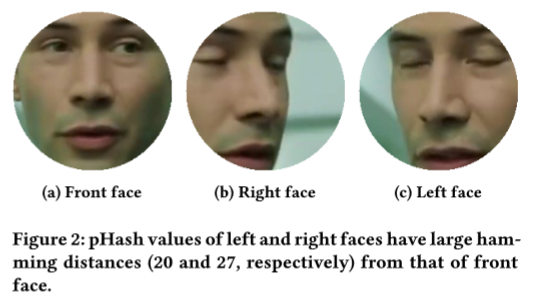 (a) Front face
(b) Right face
(c) Left face
Figure 2: pHash values of left and right faces have large ham-
ming distances (20 and 27, respectively) from that of front
face.